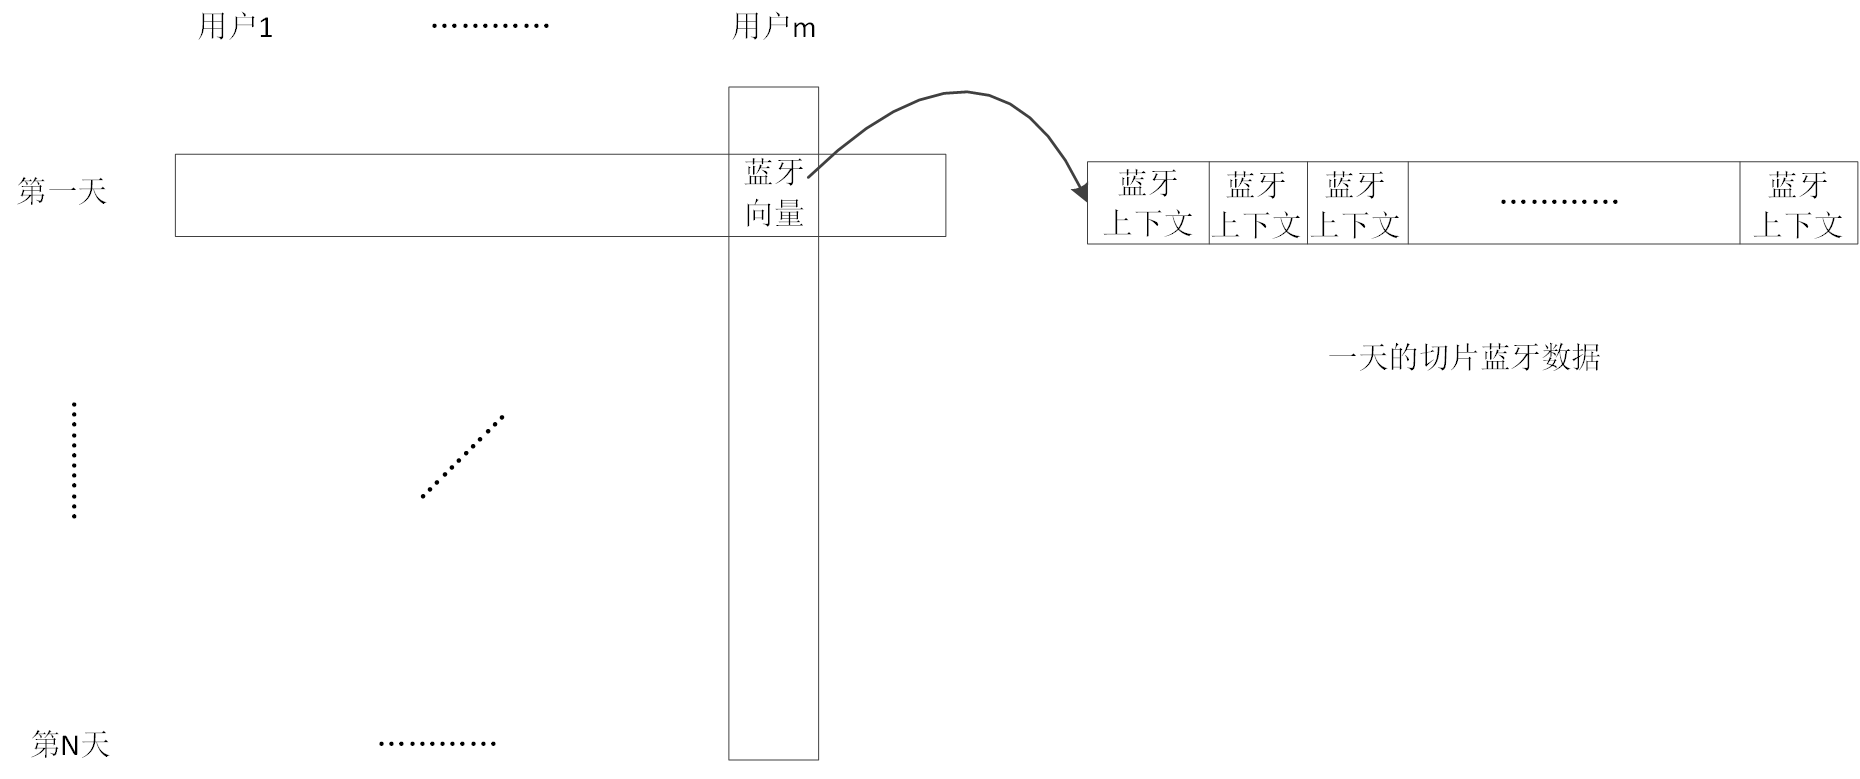 用户1 ………… 用户m
第一天
蓝牙
向量
蓝牙
上下文
蓝牙
上下文
蓝牙
上下文
…………
蓝牙
上下文
一天的切片蓝牙数据
第N天 …………